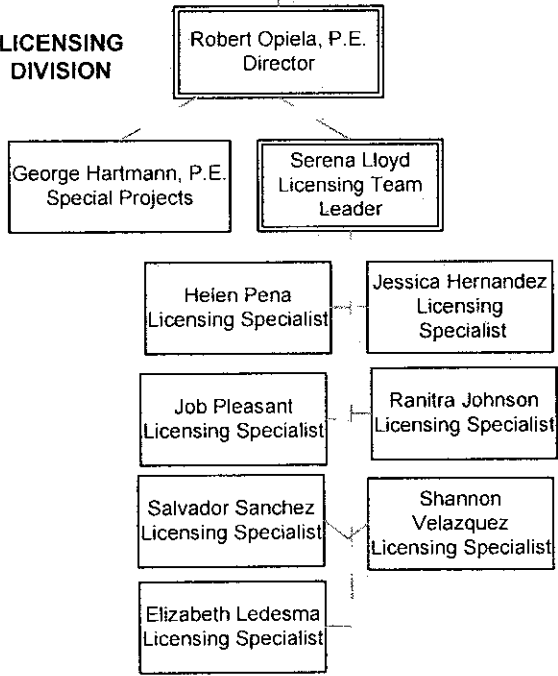 LICENSING
DIVISION
Robert Opiela, P.E.
Director
George Hartmann, P.E.
Special Projects
Serena Lloyd
Licensing Team
Leader
Helen Pena
Licensing Specialist
Jessica Hernandez
Licensing
Specialist
Job Pleasant
Licensing Specialist
Ranitra Johnson
Licensing Specialist
Salvador Sanchez
Licensing Specialist
Shannon
Velazquez
Licensing Specialist
Elizabeth Ledesma
Licensing Specialist